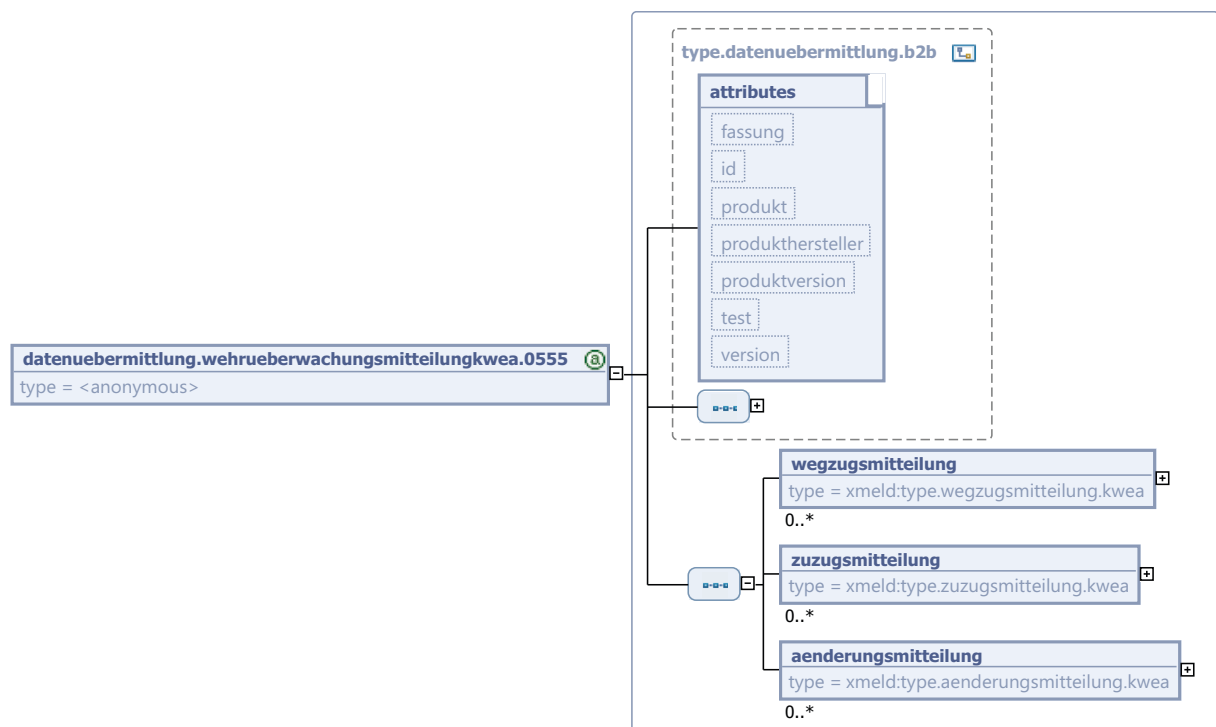 type.datenuebermittlung.b2b
attributes
fassung
id
produkt
produkthersteller
produktversion
test
version
datenuebermittlung.wehrueberwachungsmitteilungkwea.0555 @
type = <anonymous>
wegzugsmitteilung
type = xmeld:type.wegzugsmitteilung.kwea
0..*
zuzugsmitteilung
type = xmeld:type.zuzugsmitteilung.kwea
0..*
aenderungsmitteilung
type = xmeld:type.aenderungsmitteilung.kwea
0..*